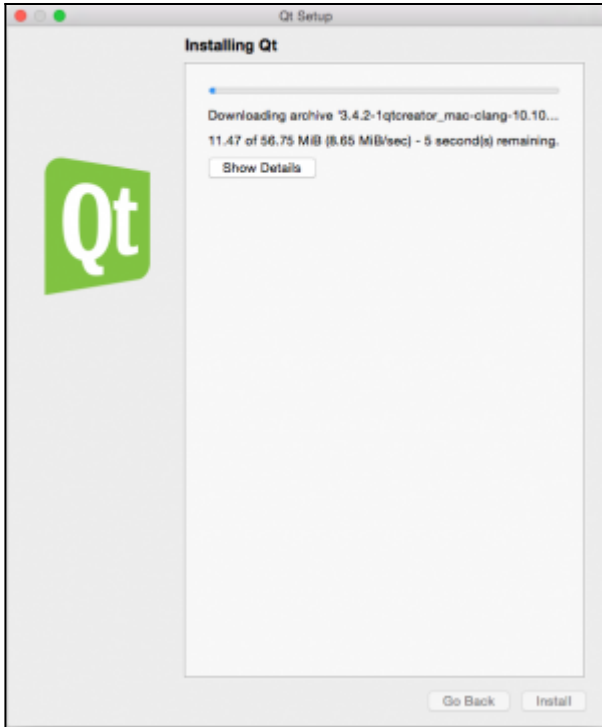 Qt Setup
Installing Qt
Downloading archive '3.4.2-1qtcreator_mac-clang-10.10...
11.47 of 56.75 MiB (8.65 MiB/sec) - 5 second(s) remaining.
Show Details
Qt
Go Back
Install